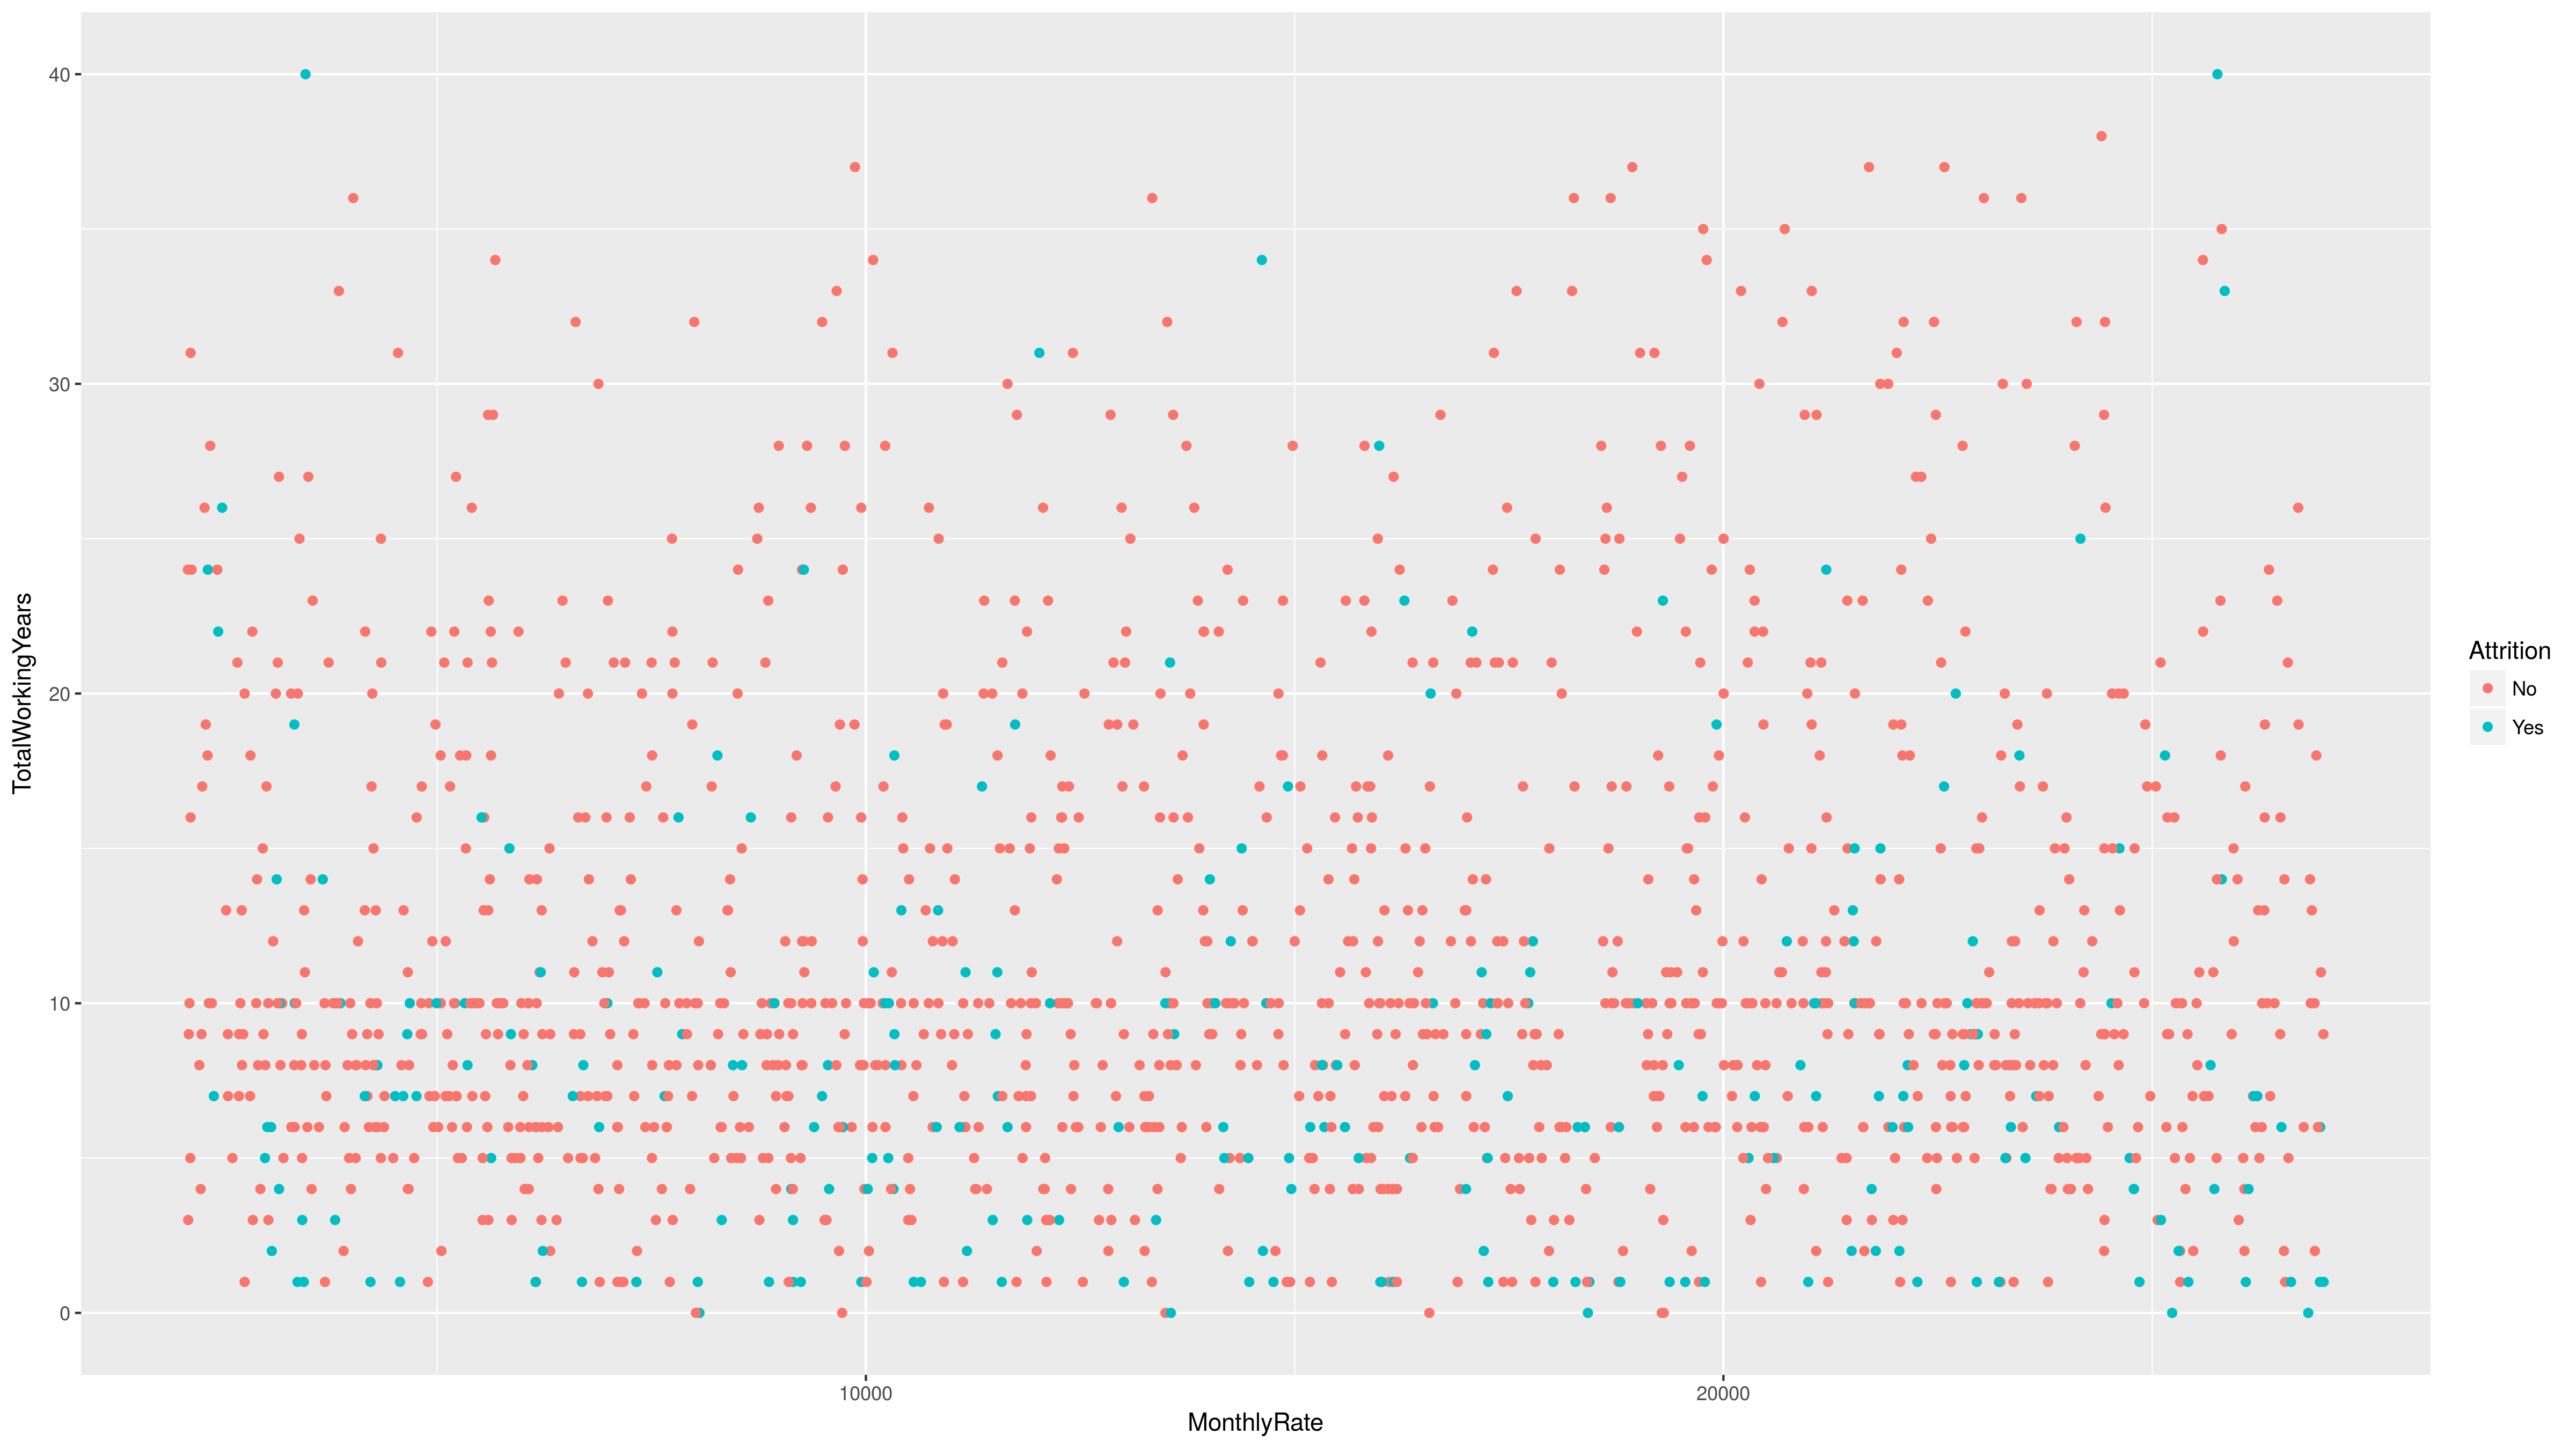 40
30
20
10
0
TotalWorkingYears
10000
20000
MonthlyRate
Attrition
No
Yes